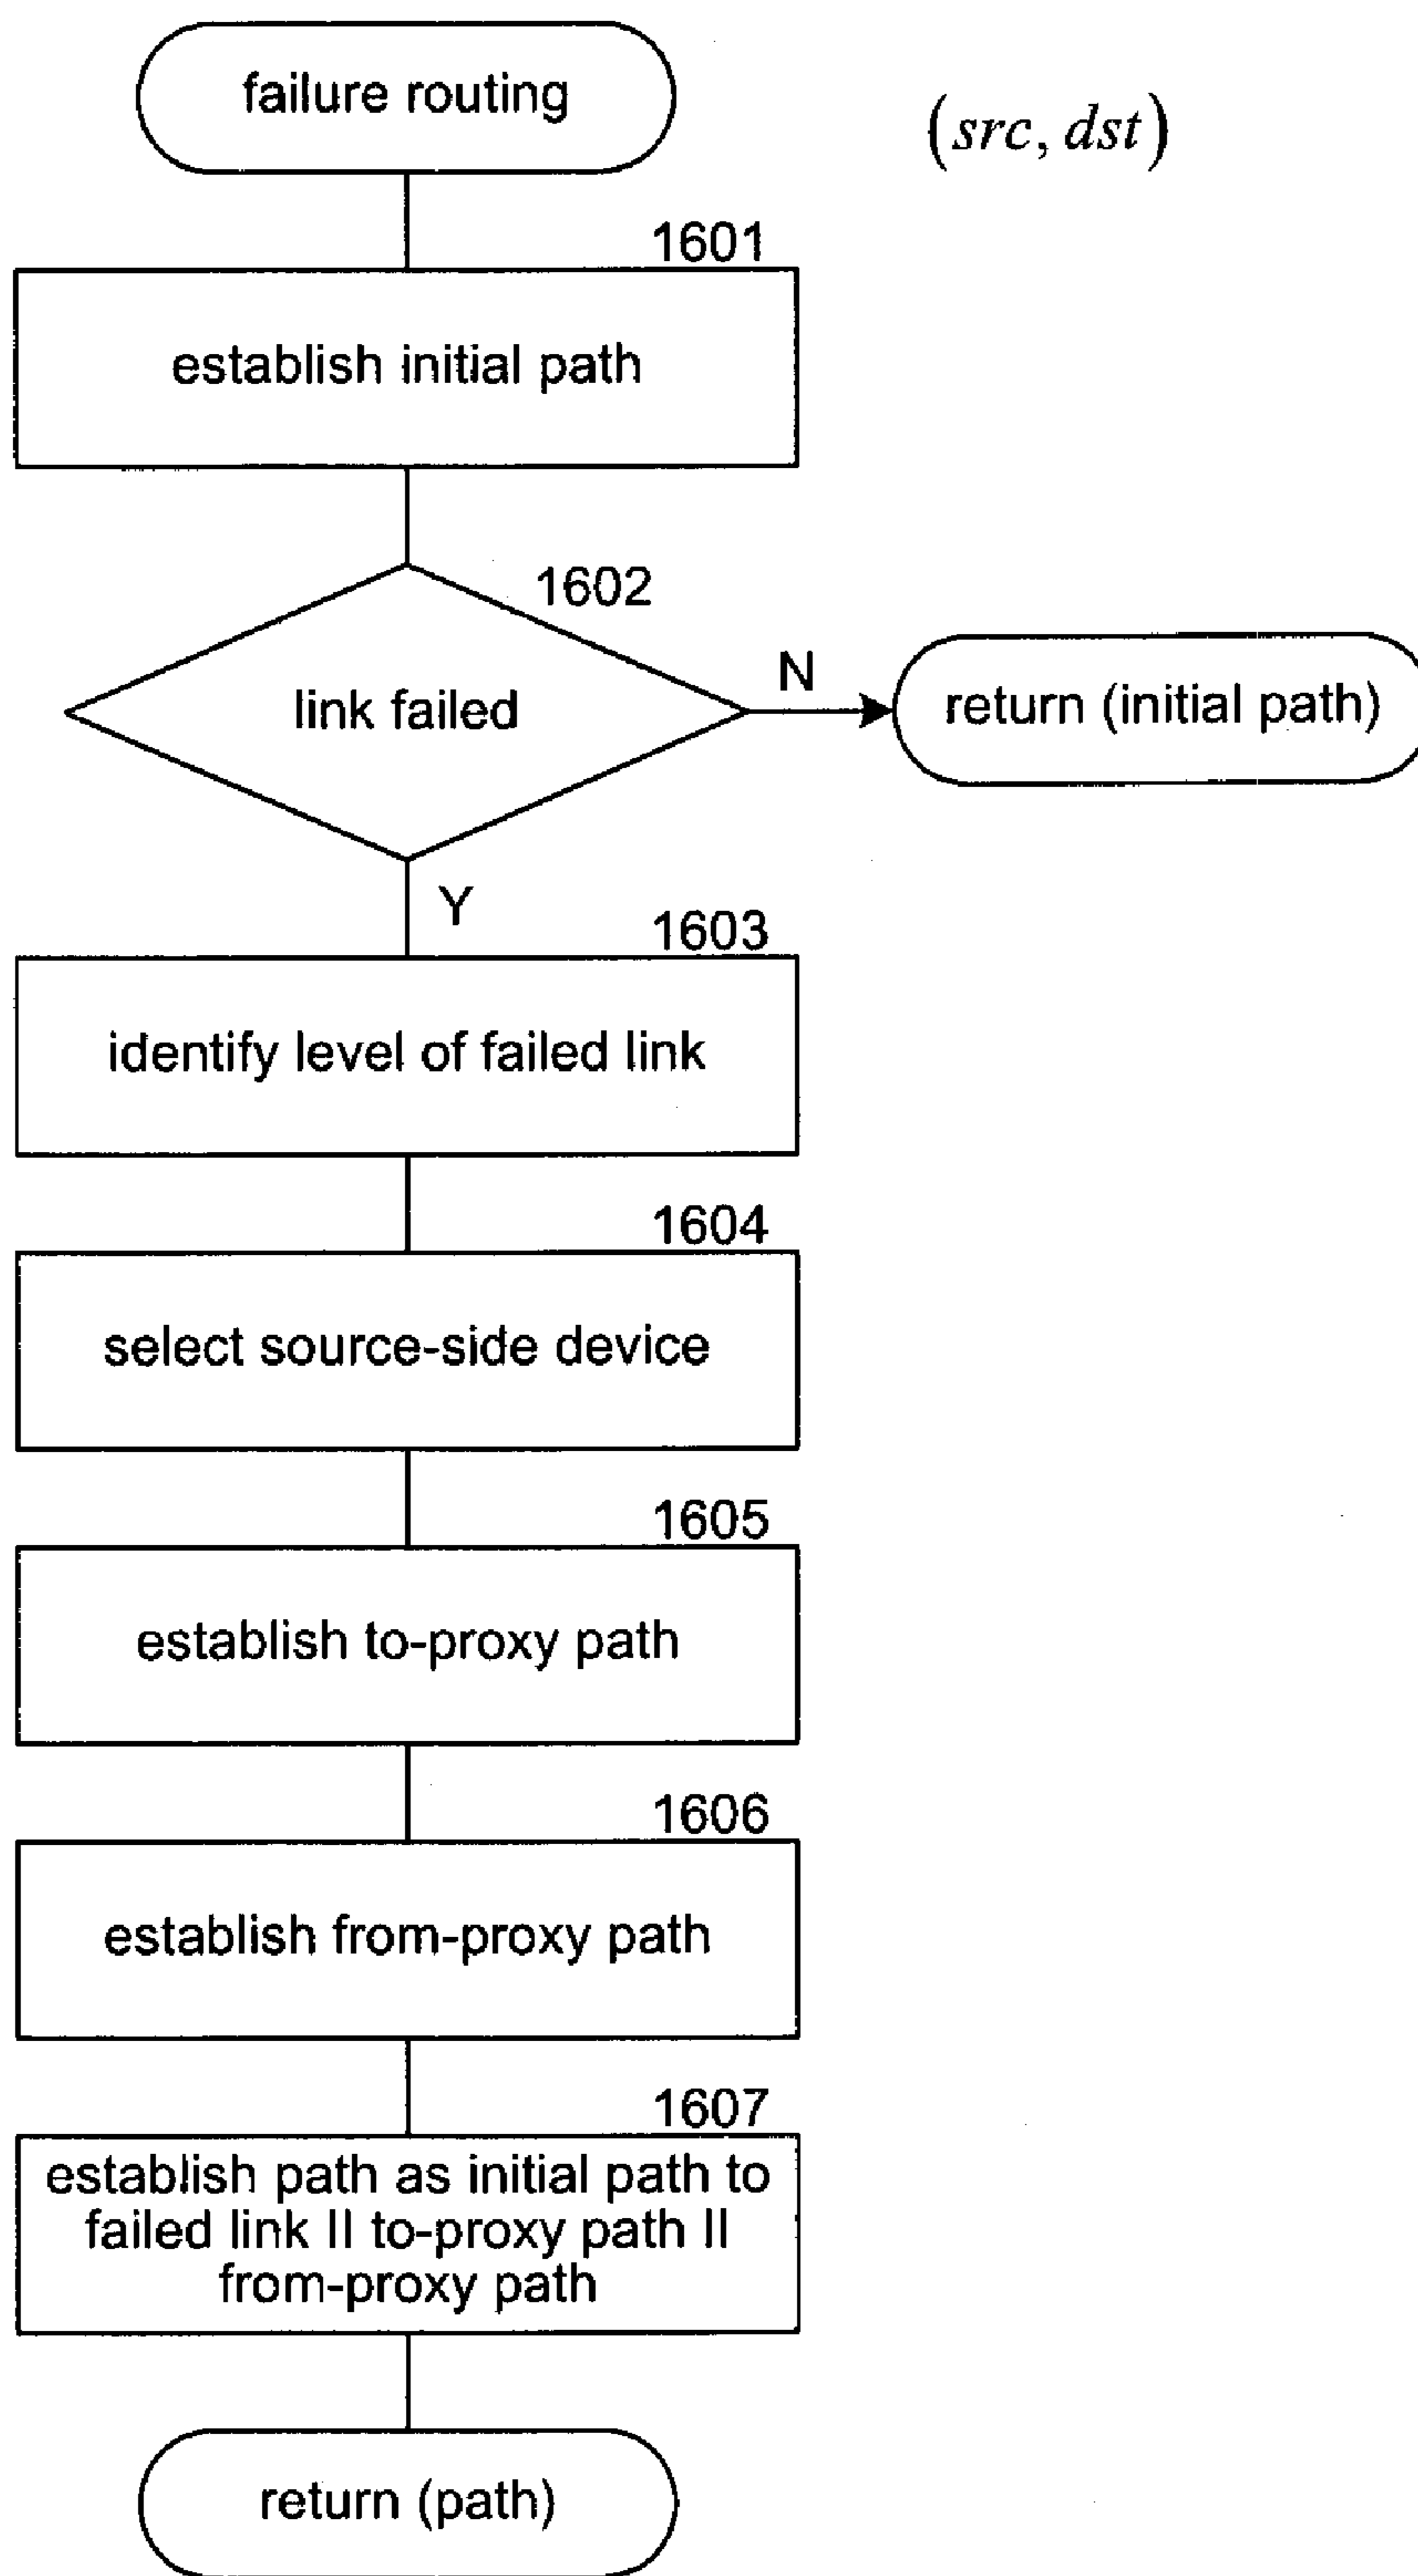 failure routing
(src, dst)
1601
establish initial path
1602
link failed
N
return (initial path)
Y
1603
identify level of failed link
1604
select source-side device
1605
establish to-proxy path
1606
establish from-proxy path
1607
establish path as initial path to
failed link II to-proxy path II
from-proxy path
return (path)